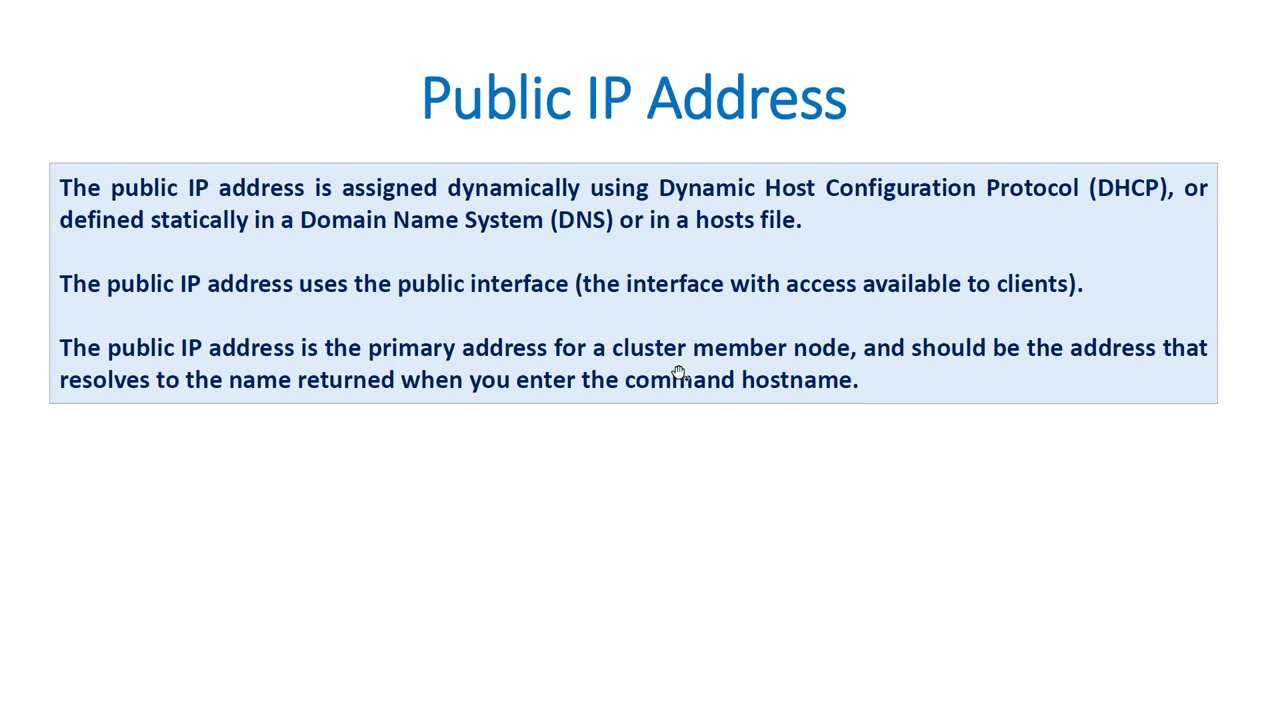 Public IP Address
The public IP address is assigned dynamically using Dynamic Host Configuration Protocol (DHCP), or
defined statically in a Domain Name System (DNS) or in a hosts file.
The public IP address uses the public interface (the interface with access available to clients).
The public IP address is the primary address for a cluster member node, and should be the address that
resolves to the name returned when you enter the command hostname.